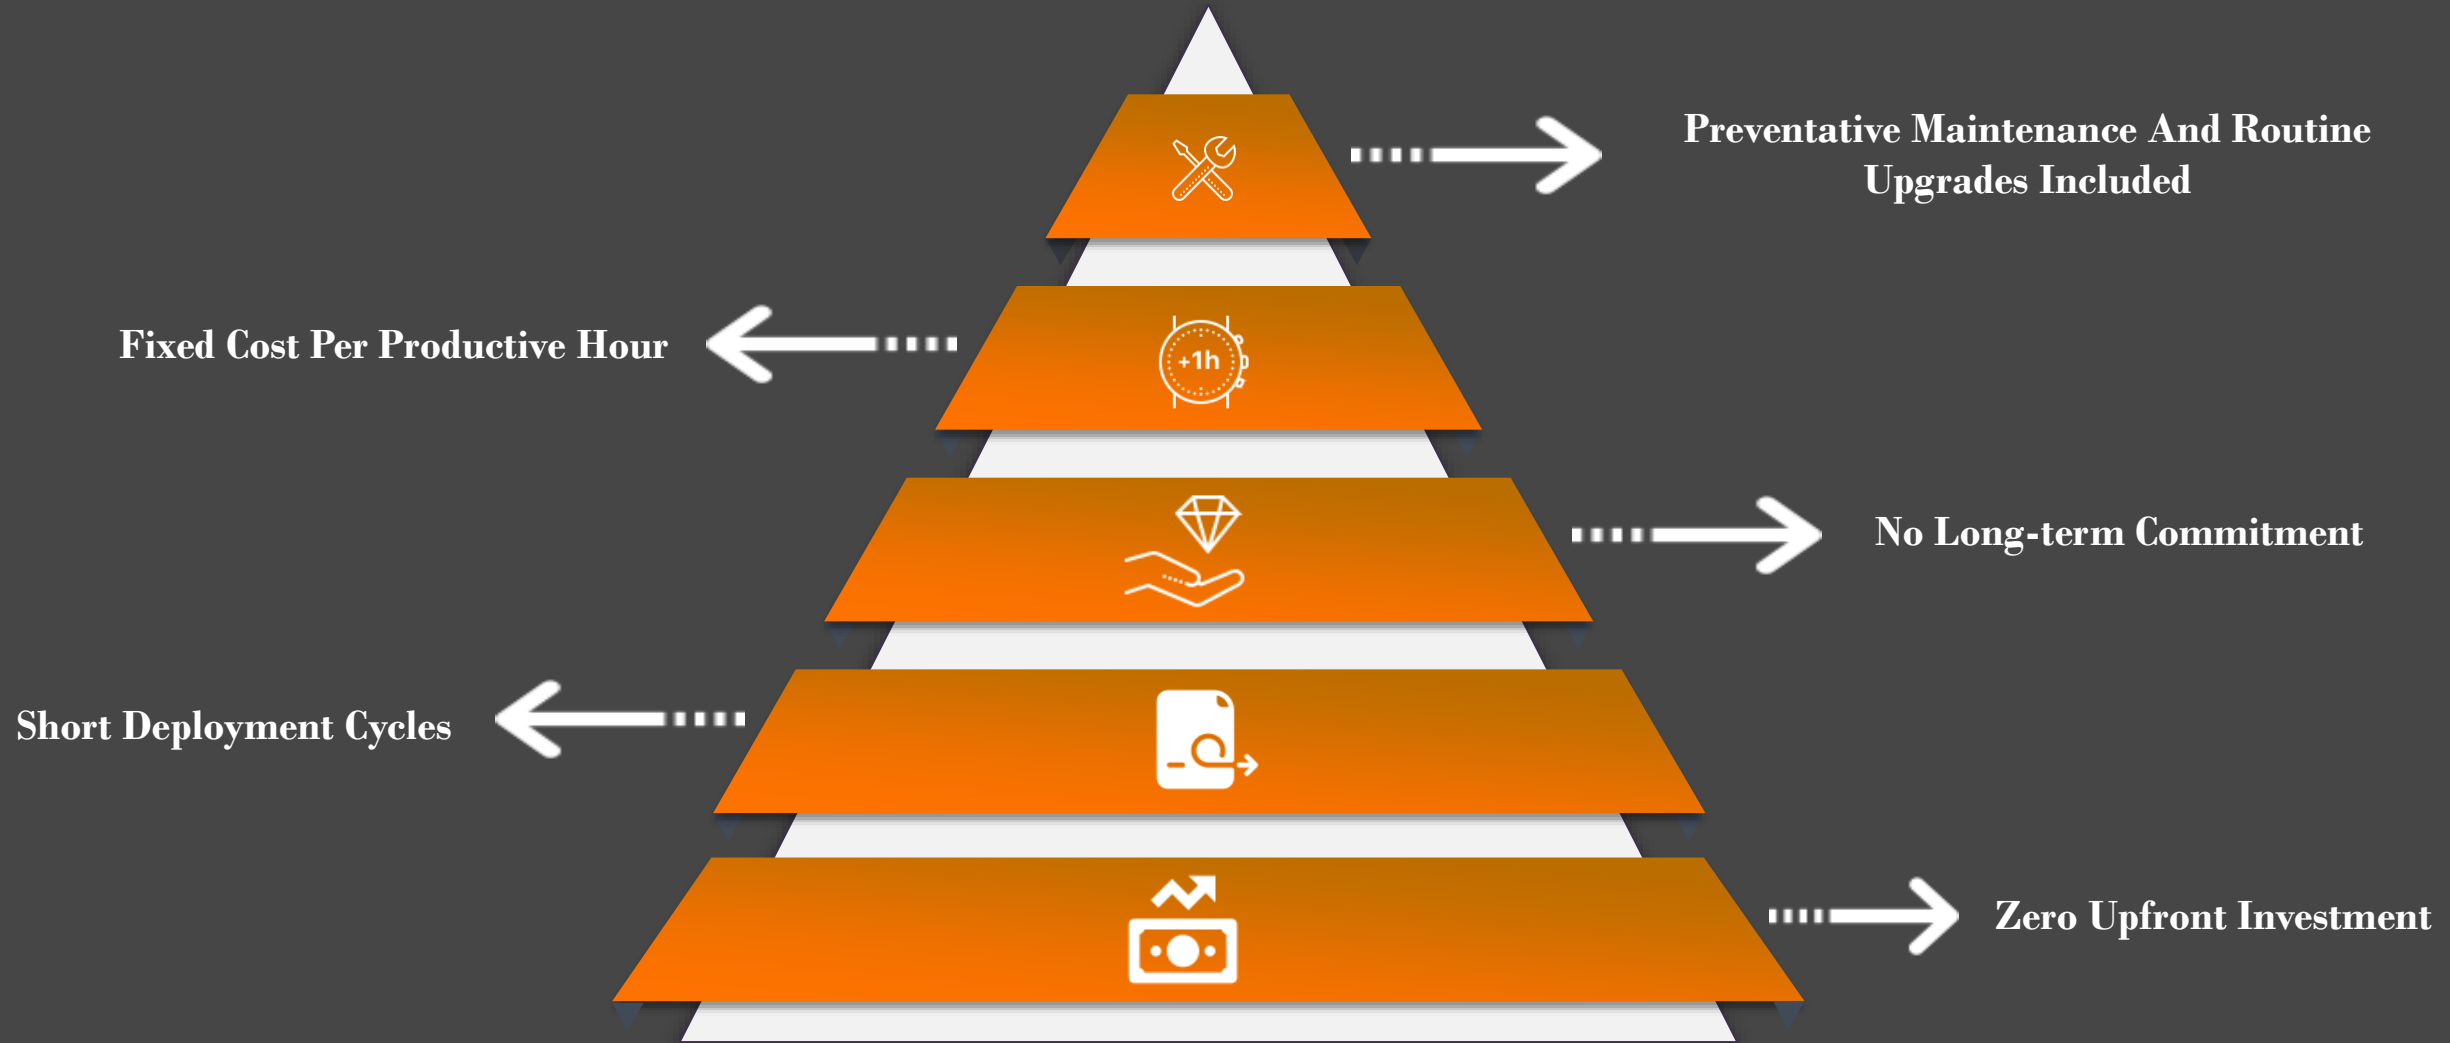 Preventative Maintenance And Routine
Upgrades Included
Fixed Cost Per Productive Hour
+1h
No Long-term Commitment
Short Deployment Cycles
Zero Upfront Investment